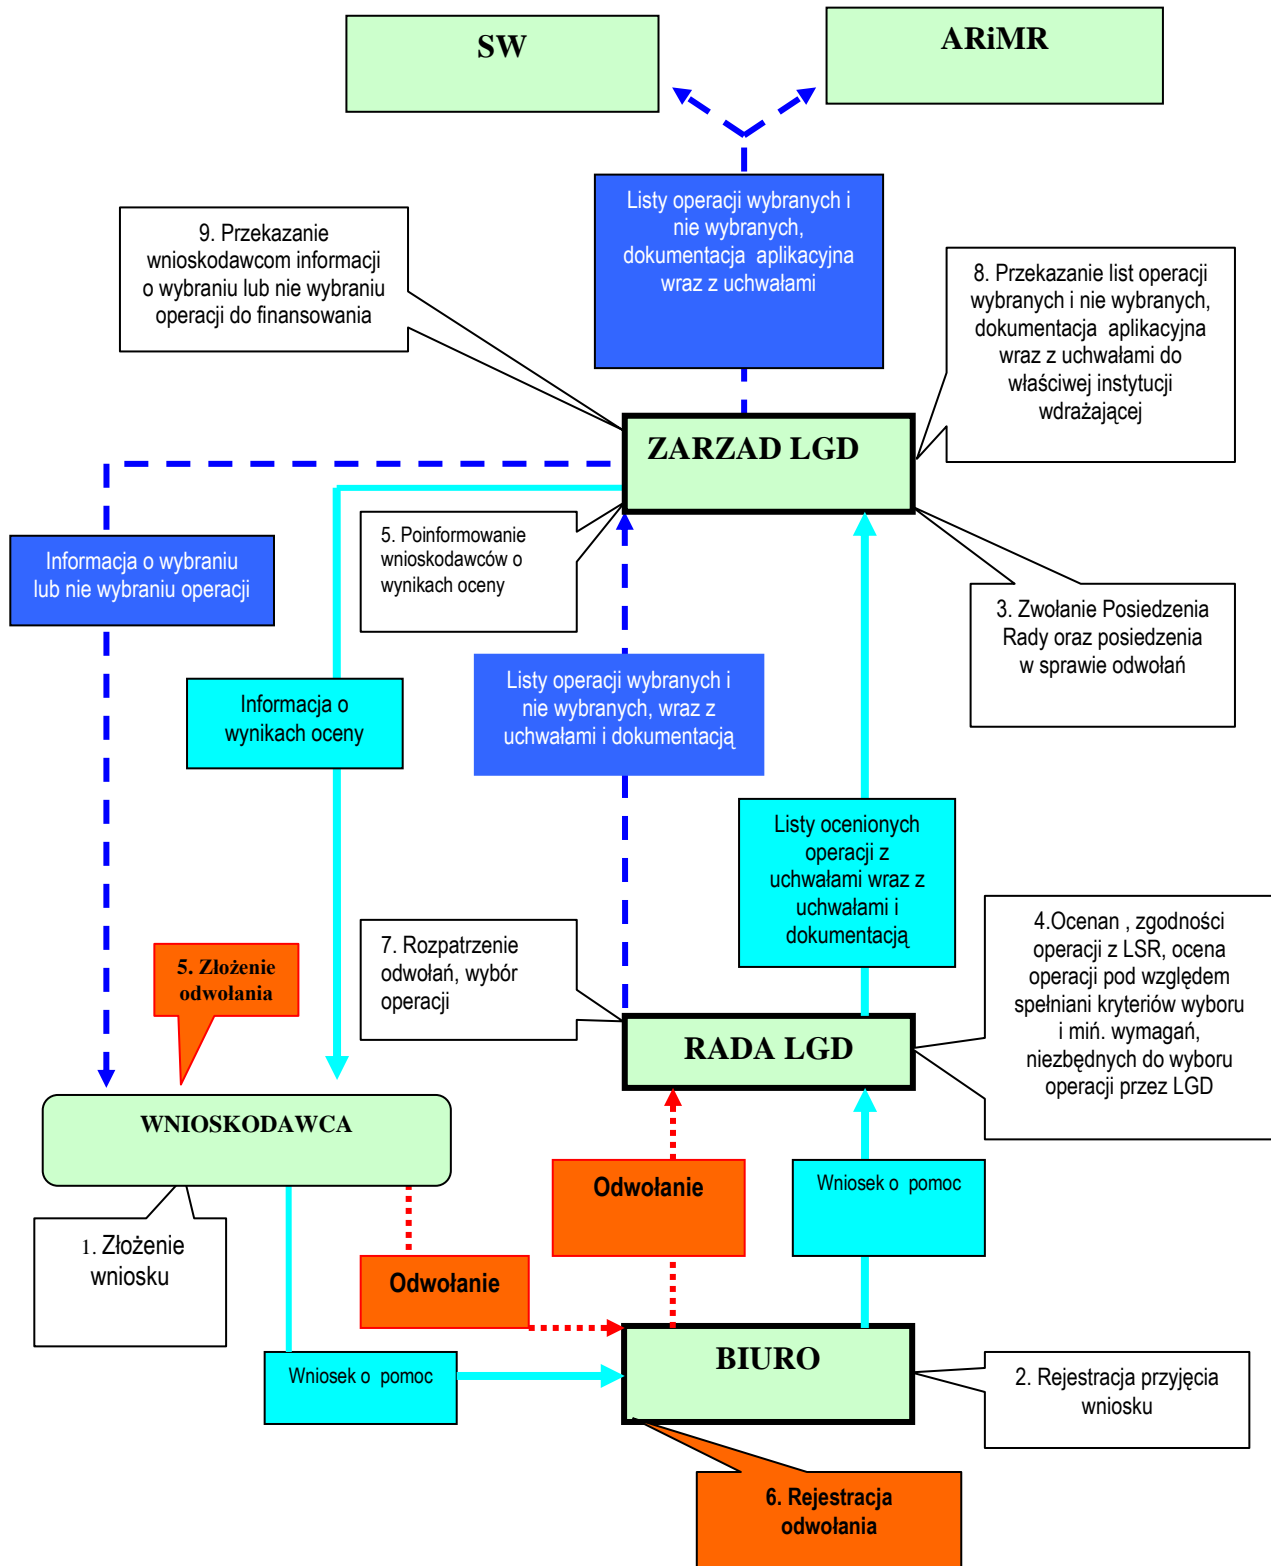 SW
ARiMR
Listy operacji wybranych i
nie wybranych,
dokumentacja aplikacyjna
wraz z uchwałami
9. Przekazanie
wnioskodawcom informacji
o wybraniu lub nie wybraniu
operacji do finansowania
8. Przekazanie list operacji
wybranych i nie wybranych,
dokumentacja aplikacyjna
wraz z uchwałami do
właściwej instytucji
wdrażającej
ZARZAD LGD
5. Poinformowanie
wnioskodawców o
wynikach oceny
Informacja o wybraniu
lub nie wybraniu operacji
3. Zwołanie Posiedzenia
Rady oraz posiedzenia
w sprawie odwołań
Listy operacji wybranych i
nie wybranych, wraz z
uchwałami i dokumentacją
Informacja o
wynikach oceny
Listy ocenionych
operacji z
uchwałami wraz z
uchwałami i
dokumentacją
4.Ocenan , zgodności
operacji z LSR, ocena
operacji pod względem
spełniani kryteriów wyboru
i miń. wymagań,
niezbędnych do wyboru
operacji przez LGD
7. Rozpatrzenie
odwołań, wybór
operacji
5. Złożenie
odwołania
RADA LGD
WNIOSKODAWCA
Odwołanie
Wniosek o pomoc
1. Złożenie
wniosku
Odwołanie
BIURO
Wniosek o pomoc
2. Rejestracja przyjęcia
wniosku
6. Rejestracja
odwołania